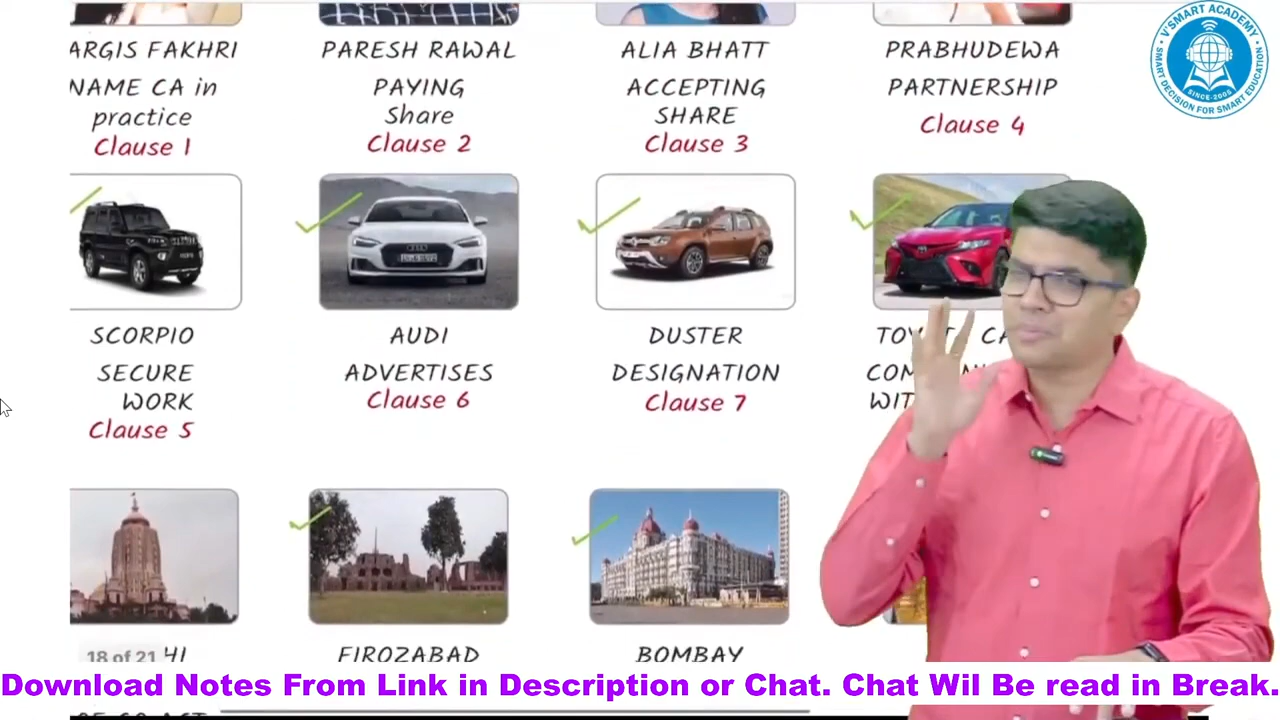 ARGIS FAKHRI
PARESH RAWAL
ALIA BHATT
PRABHUDEWA
NAME CA in
practice
Clause 1
PAYING
Share
Clause 2
ACCEPTING
SHARE
Clause 3
PARTNERSHIP
Clause 4
V'SMART ACADEMY
SINCE-2005
SMART DECISION FOR SMART EDUCATION
SCORPIO
SECURE
WORK
Clause 5
AUDI
ADVERTISES
Clause 6
DUSTER
DESIGNATION
Clause 7
18 of 21
HI
FIROZABAD
BOMBAY
Download Notes From Link in Description or Chat. Chat Wil Be read in Break.